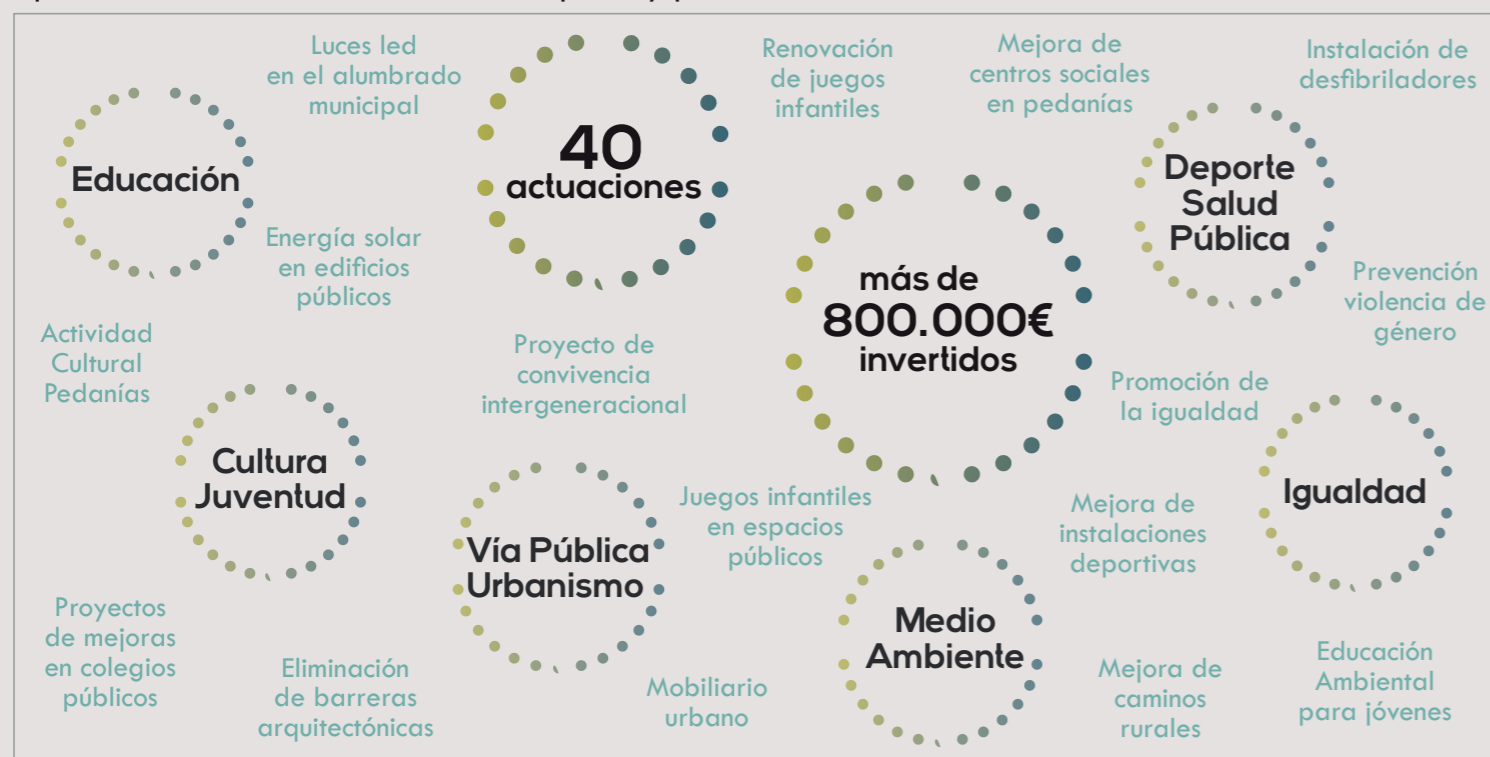 Luces led
en el alumbrado
municipal
40
actuaciones
Renovación
de juegos
infantiles
Mejora de
centros sociales
en pedanías
Instalación de
desfibriladores
Educación
Deporte
Salud
Pública
Energía solar
en edificios
públicos
más de
800.000€
invertidos
Prevención
violencia de
género
Actividad
Cultural
Pedanías
Proyecto de
convivencia
intergeneracional
Promoción de
la igualdad
Cultura
Juventud
Vía Pública
Urbanismo
Juegos infantiles
en espacios
públicos
Mejora de
instalaciones
deportivas
Igualdad
Proyectos
de mejoras
en colegios
públicos
Eliminación
de barreras
arquitectónicas
Mobiliario
urbano
Medio
Ambiente
Mejora de
caminos
rurales
Educación
Ambiental
para jóvenes